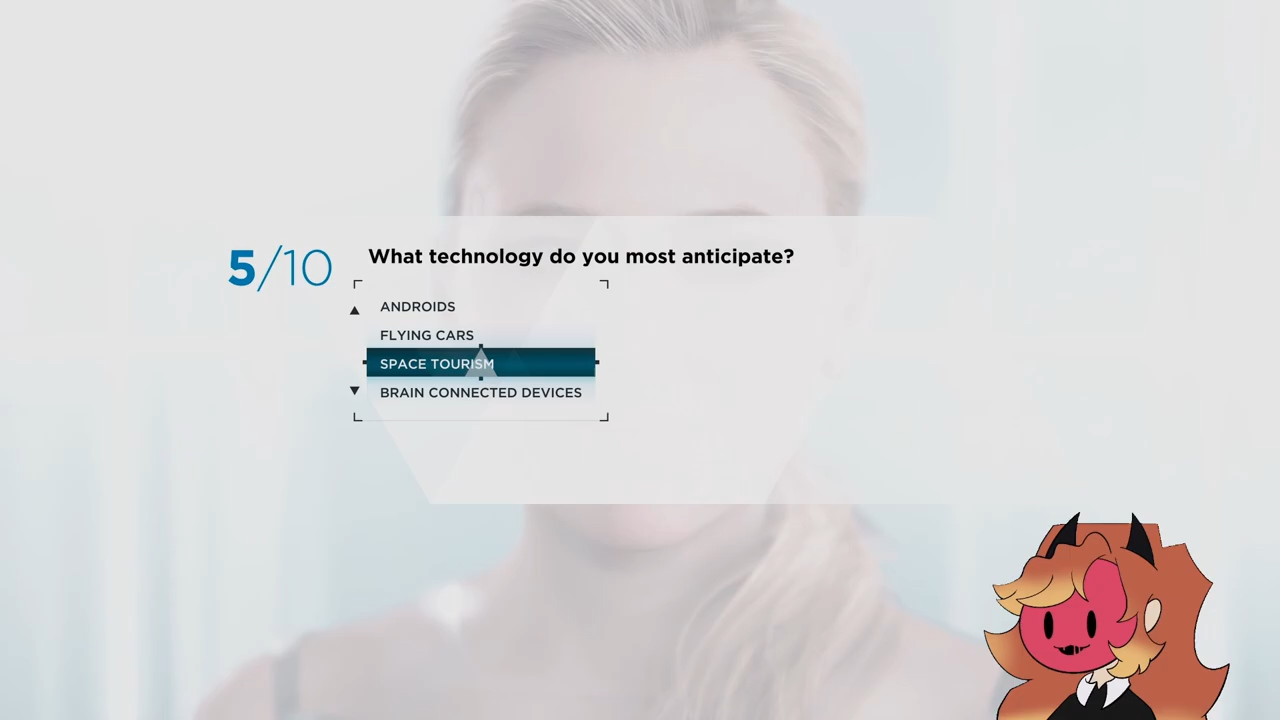 5/10
What technology do you most anticipate?
ANDROIDS
FLYING CARS
SPACE TOURISM
BRAIN CONNECTED DEVICES